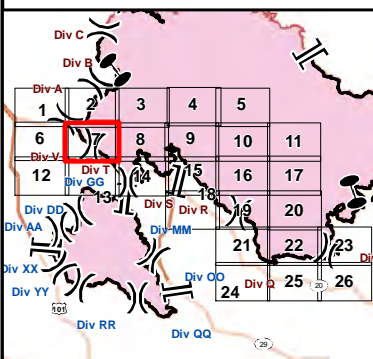 Div C
Div B
Div A
1 2 3 4 5
6 7 8 9 10 11
Div V
12 Div T 14 15 16 17
Div GG
13 18
Div S Div R 19 20
Div DD
Div AA Div MM
21 22 23
Div XX Div OO
Div Q
24 25 20 26
Div YY
101
Div RR Div QQ
29